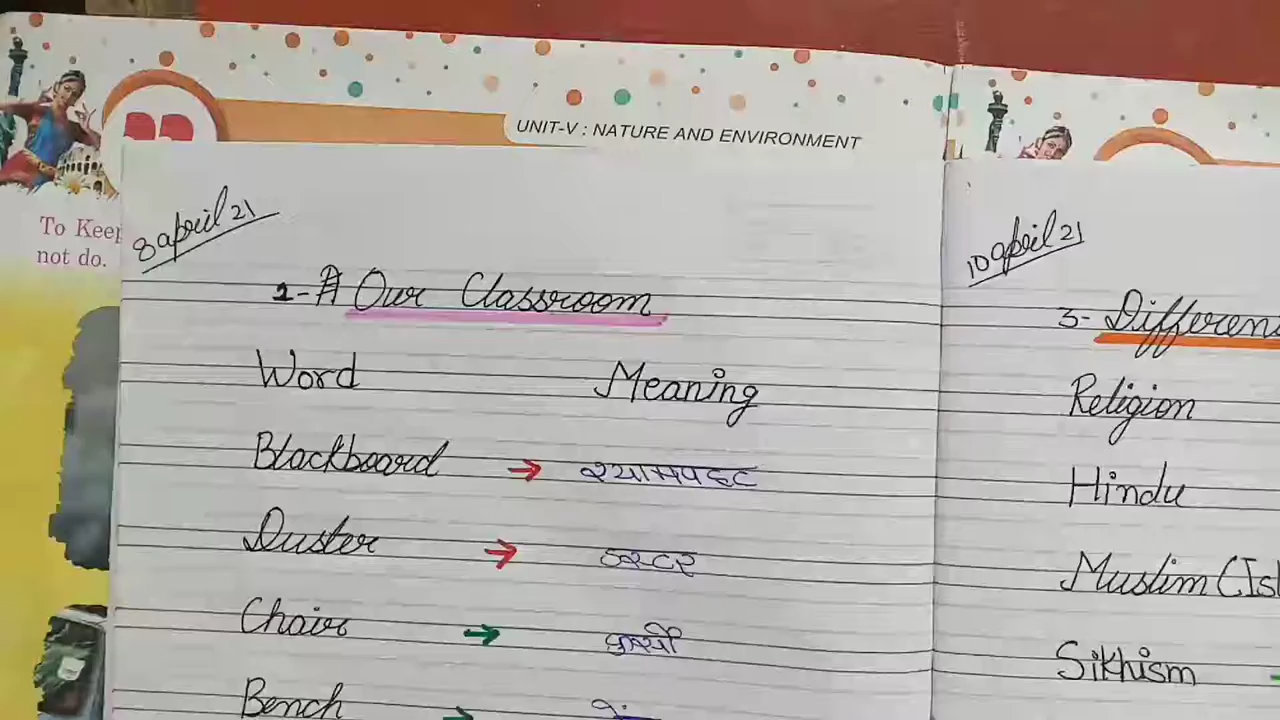 UNIT-V : NATURE AND ENVIRONMENT
To Keep
not do.
8 april 21
2- Our Classroom
Word Meaning
Blackboard → श्यामपट्ट
Duster → डस्टर
Chair → कुर्सी
Bench →
10 april 21
3- Differen
Religion
Hindu
Muslim (Isl
Sikhism